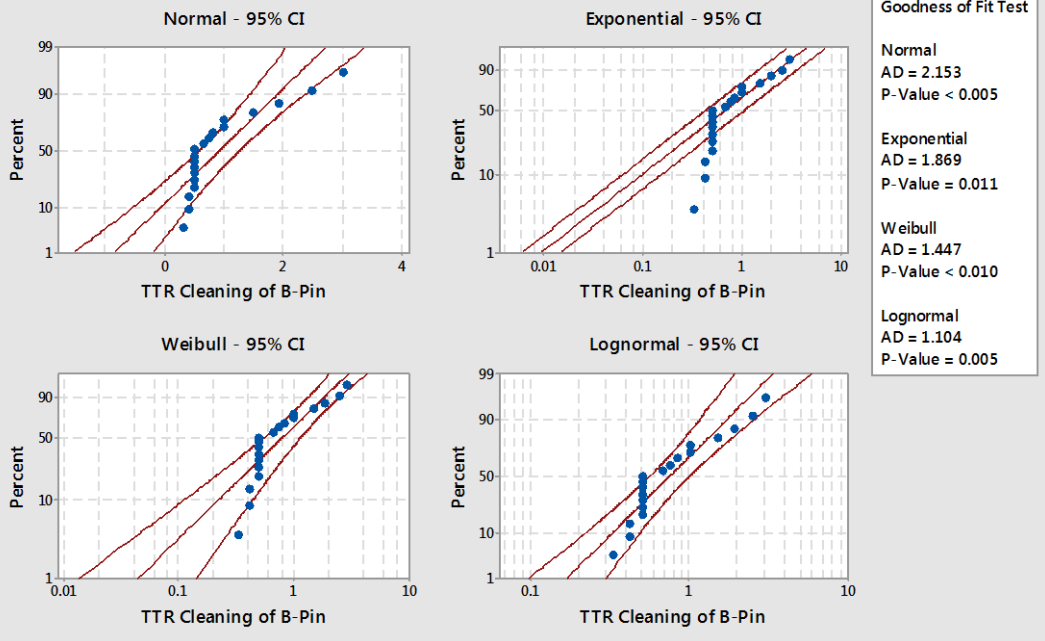 Normal - 95% CI
99
90
50
10
1
Percent
0 2 4
TTR Cleaning of B-Pin
Exponential - 95% CI
90
50
10
1
Percent
0.01 0.1 1 10
TTR Cleaning of B-Pin
Weibull - 95% CI
90
50
10
1
Percent
0.01 0.1 1 10
TTR Cleaning of B-Pin
Lognormal - 95% CI
99
90
50
10
1
Percent
0.1 1 10
TTR Cleaning of B-Pin
Goodness of Fit Test
Normal
AD = 2.153
P-Value < 0.005
Exponential
AD = 1.869
P-Value = 0.011
Weibull
AD = 1.447
P-Value < 0.010
Lognormal
AD = 1.104
P-Value = 0.005